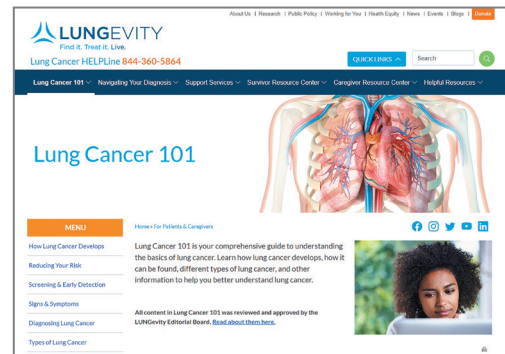 About Us | Research | Public Policy | Working for You | Health Equity | News | Events | Blogs | Donate
LUNGEVITY
Find it. Treat it. Live.
Lung Cancer HELPLine 844-360-5864
QUICK LINKS
Search
Lung Cancer 101 Navigating Your Diagnosis Support Services Survivor Resource Center Caregiver Resource Center Helpful Resources
Lung Cancer 101
MENU
How Lung Cancer Develops
Reducing Your Risk
Screening & Early Detection
Signs & Symptoms
Diagnosing Lung Cancer
Types of Lung Cancer
Home » For Patients & Caregivers
Lung Cancer 101 is your comprehensive guide to understanding
the basics of lung cancer. Learn how lung cancer develops, how it
can be found, different types of lung cancer, and other
information to help you better understand lung cancer.
All content in Lung Cancer 101 was reviewed and approved by the
LUNGevity Editorial Board. Read about them here.